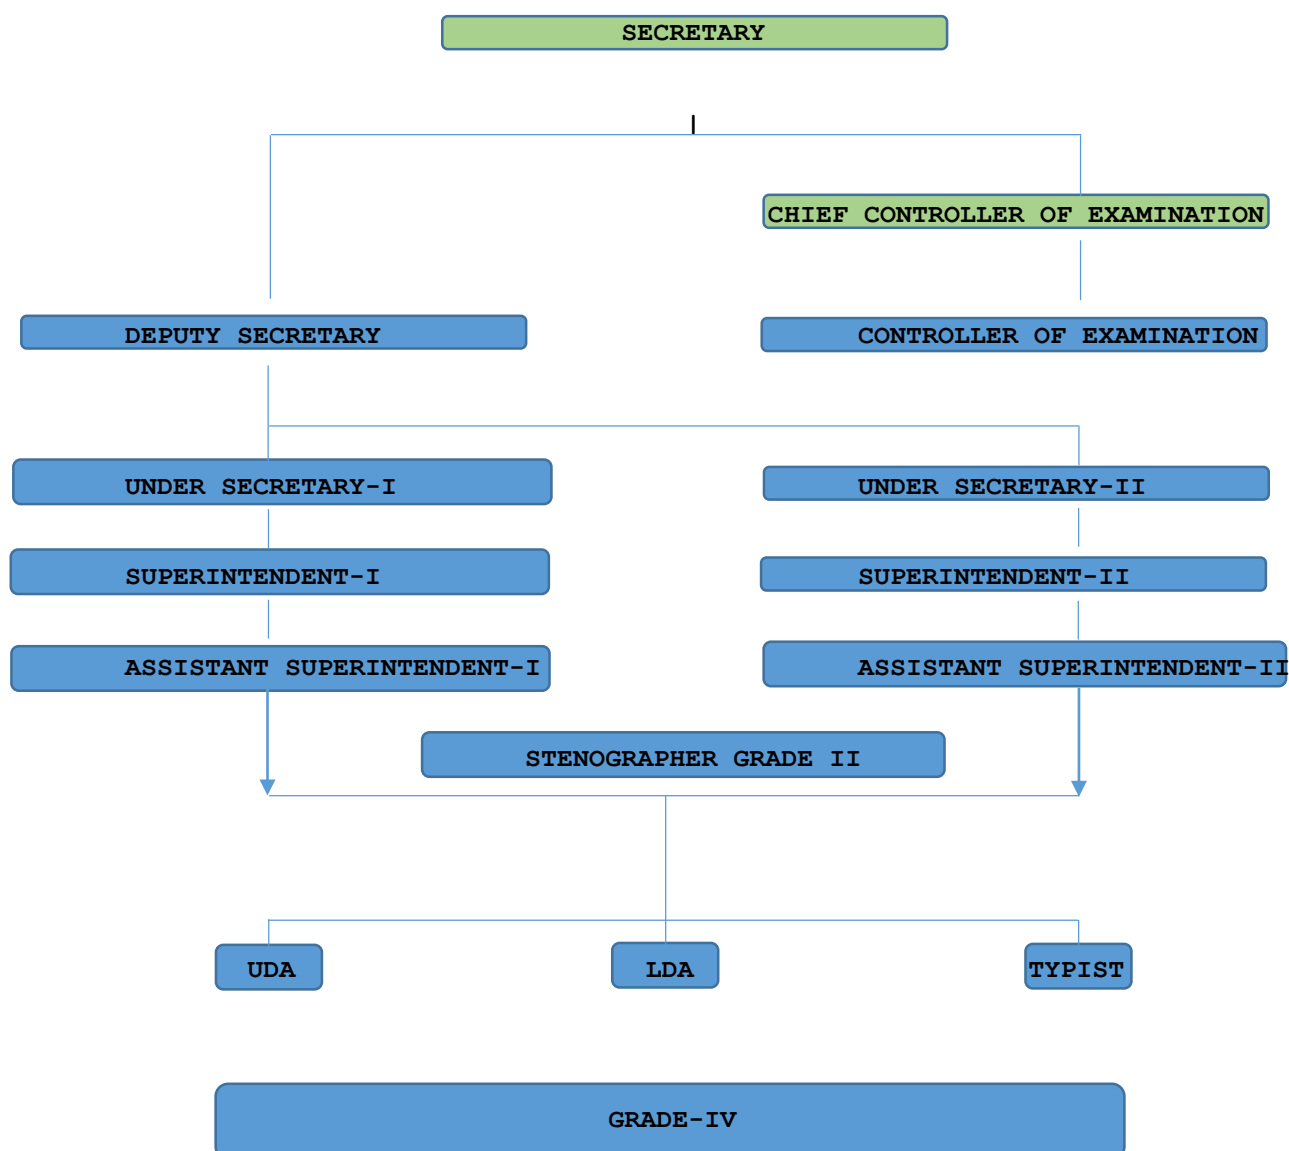 SECRETARY
CHIEF CONTROLLER OF EXAMINATION
DEPUTY SECRETARY
CONTROLLER OF EXAMINATION
UNDER SECRETARY-I
UNDER SECRETARY-II
SUPERINTENDENT-I
SUPERINTENDENT-II
ASSISTANT SUPERINTENDENT-I
ASSISTANT SUPERINTENDENT-II
STENOGRAPHER GRADE II
UDA
LDA
TYPIST
GRADE-IV